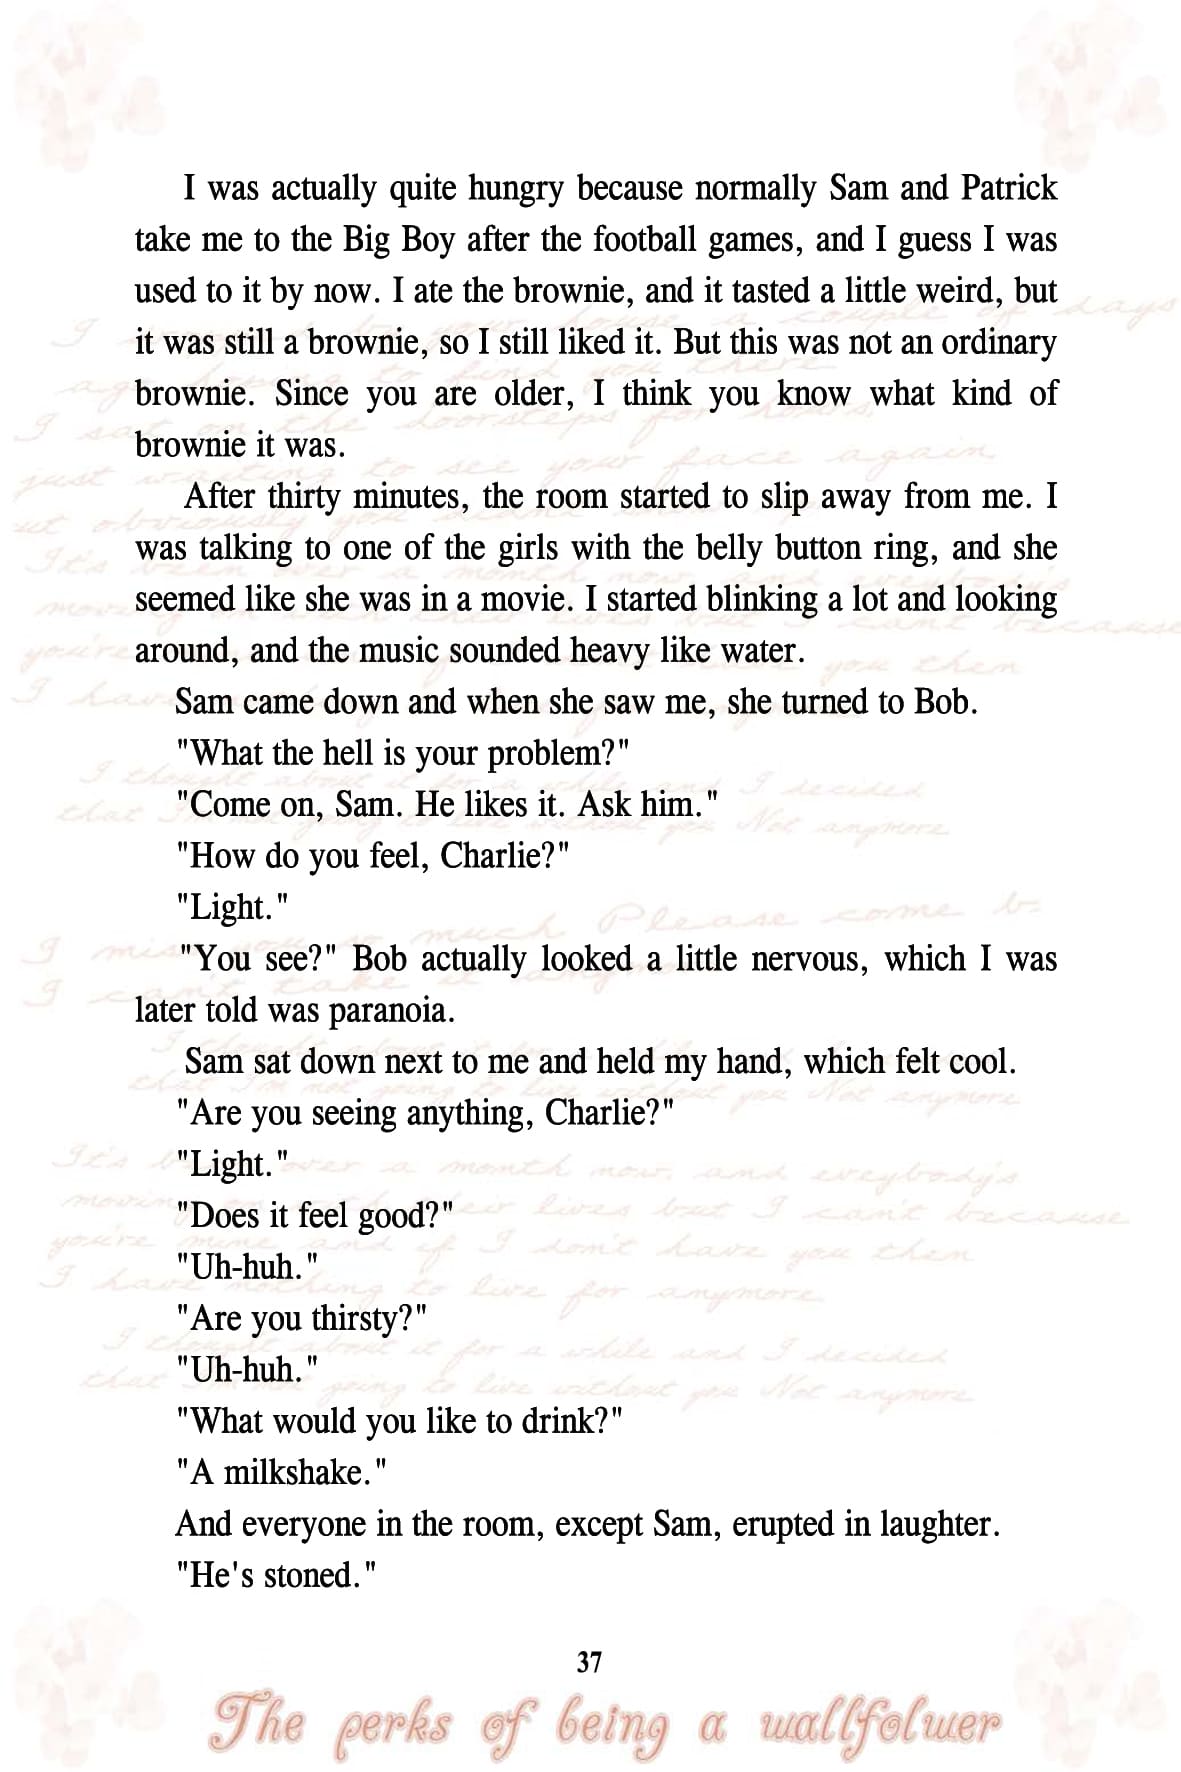 I was actually quite hungry because normally Sam and Patrick
take me to the Big Boy after the football games, and I guess I was
used to it by now. I ate the brownie, and it tasted a little weird, but
it was still a brownie, so I still liked it. But this was not an ordinary
brownie. Since you are older, I think you know what kind of
brownie it was.
After thirty minutes, the room started to slip away from me. I
was talking to one of the girls with the belly button ring, and she
seemed like she was in a movie. I started blinking a lot and looking
around, and the music sounded heavy like water.
Sam came down and when she saw me, she turned to Bob.
"What the hell is your problem?"
"Come on, Sam. He likes it. Ask him."
"How do you feel, Charlie?"
"Light."
"You see?" Bob actually looked a little nervous, which I was
later told was paranoia.
Sam sat down next to me and held my hand, which felt cool.
"Are you seeing anything, Charlie?"
"Light."
"Does it feel good?"
"Uh-huh."
"Are you thirsty?"
"Uh-huh."
"What would you like to drink?"
"A milkshake."
And everyone in the room, except Sam, erupted in laughter.
"He's stoned."
37
The perks of being a wallfolwer